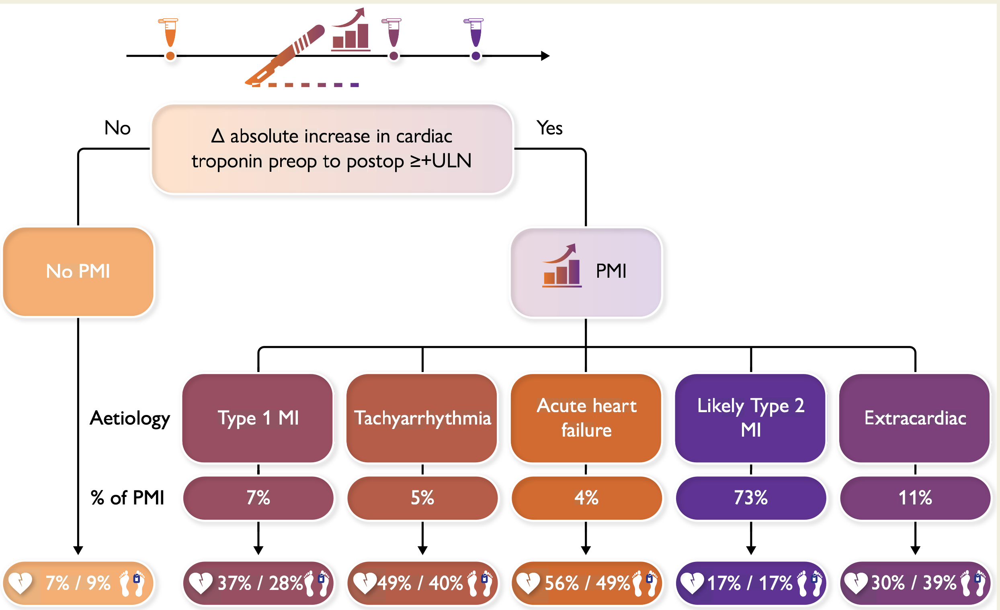 No
Yes
Δ absolute increase in cardiac
troponin preop to postop ≥+ULN
No PMI
PMI
Aetiology
Type 1 MI
Tachyarrhythmia
Acute heart
failure
Likely Type 2
MI
Extracardiac
% of PMI
7%
5%
4%
73%
11%
7% / 9%
37% / 28%
49% / 40%
56% / 49%
17% / 17%
30% / 39%